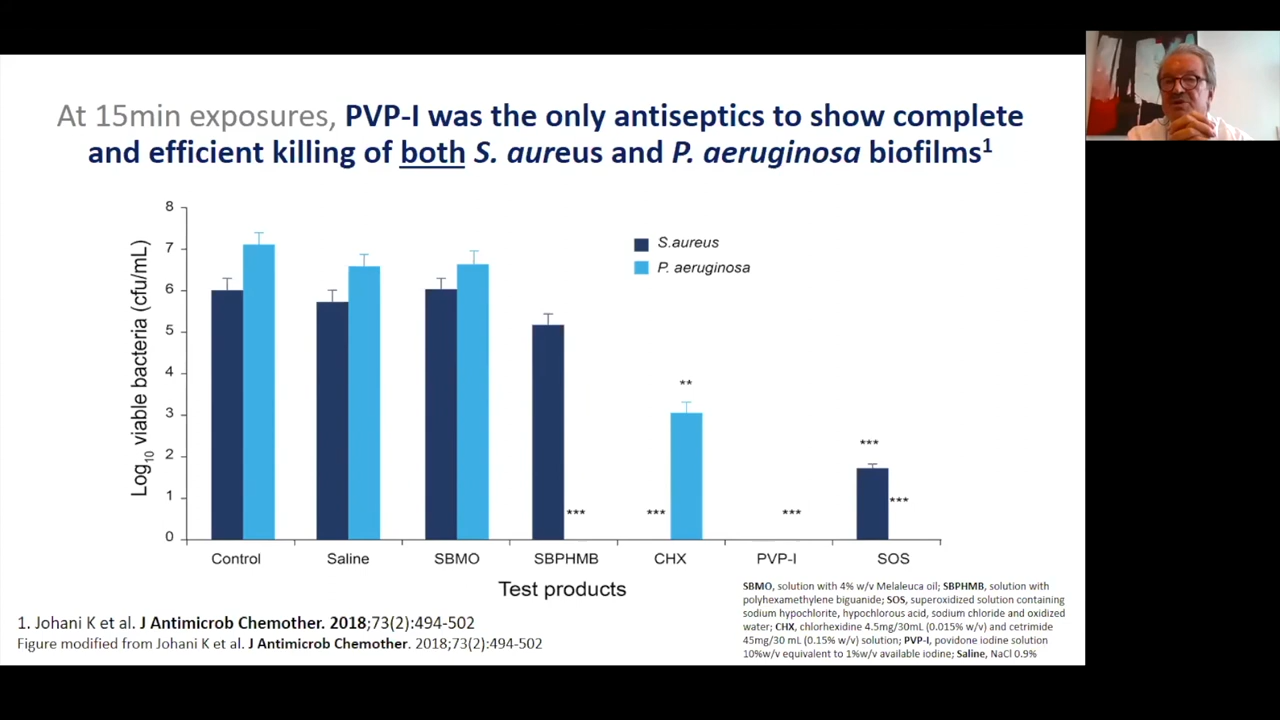 At 15min exposures, PVP-I was the only antiseptics to show complete
and efficient killing of both S. aureus and P. aeruginosa biofilms1
8
7
6
5
4
3
2
1
0
Log10 viable bacteria (cfu/mL)
S.aureus
P. aeruginosa
**
***
***
***
***
***
Control
Saline
SBMO
SBPHMB
CHX
PVP-I
SOS
Test products
SBMO, solution with 4% w/v Melaleuca oil; SBPHMB, solution with
polyhexamethylene biguanide; SOS, superoxidized solution containing
sodium hypochlorite, hypochlorous acid, sodium chloride and oxidized
water; CHX, chlorhexidine 4.5mg/30mL (0.015% w/v) and cetrimide
45mg/30 mL (0.15% w/v) solution; PVP-I, povidone iodine solution
10%w/v equivalent to 1%w/v available iodine; Saline, NaCl 0.9%
1. Johani K et al. J Antimicrob Chemother. 2018;73(2):494-502
Figure modified from Johani K et al. J Antimicrob Chemother. 2018;73(2):494-502